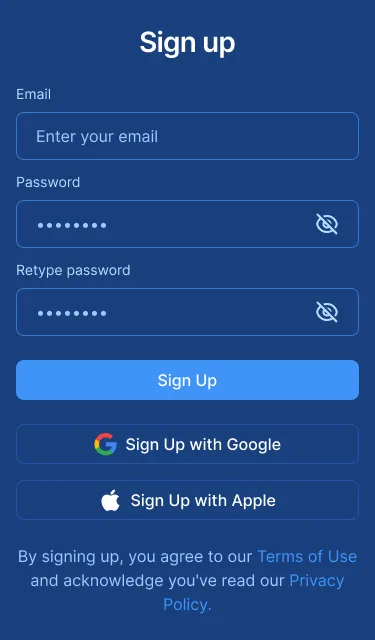 Sign up
Email
Enter your email
Password
••••••••
Retype password
••••••••
Sign Up
Sign Up with Google
Sign Up with Apple
By signing up, you agree to our Terms of Use
and acknowledge you've read our Privacy
Policy.